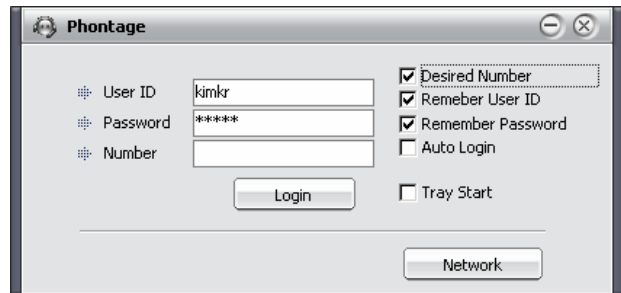 Phontage
User ID kimkr
Password *****
Number
Login
Desired Number
Remeber User ID
Remember Password
Auto Login
Tray Start
Network